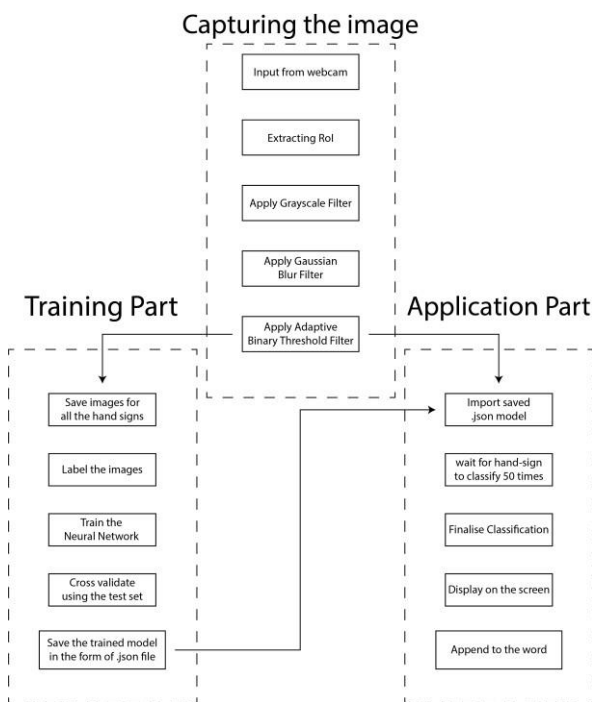 Capturing the image
Input from webcam
Extracting RoI
Apply Grayscale Filter
Apply Gaussian
Blur Filter
Apply Adaptive
Binary Threshold Filter
Training Part
Save images for
all the hand signs
Label the images
Train the
Neural Network
Cross validate
using the test set
Save the trained model
in the form of .json file
Application Part
Import saved
.json model
wait for hand-sign
to classify 50 times
Finalise Classification
Display on the screen
Append to the word